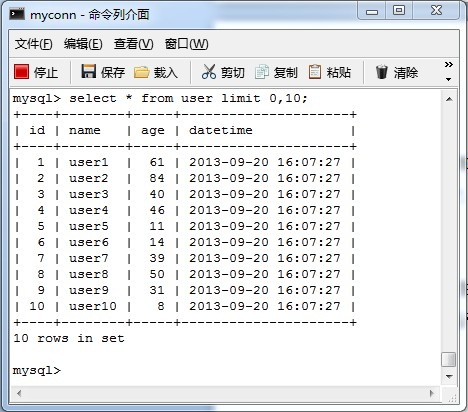 myconn - 命令列介面
文件(F) 编辑(E) 查看(V) 窗口(W)
停止 保存 载入 剪切 复制 粘贴 清除 »
mysql> select * from user limit 0,10;
+----+--------+-----+---------------------+
| id | name   | age | datetime            |
+----+--------+-----+---------------------+
|  1 | user1  |  61 | 2013-09-20 16:07:27 |
|  2 | user2  |  84 | 2013-09-20 16:07:27 |
|  3 | user3  |  40 | 2013-09-20 16:07:27 |
|  4 | user4  |  46 | 2013-09-20 16:07:27 |
|  5 | user5  |  11 | 2013-09-20 16:07:27 |
|  6 | user6  |  14 | 2013-09-20 16:07:27 |
|  7 | user7  |  39 | 2013-09-20 16:07:27 |
|  8 | user8  |  50 | 2013-09-20 16:07:27 |
|  9 | user9  |  31 | 2013-09-20 16:07:27 |
| 10 | user10 |   8 | 2013-09-20 16:07:27 |
+----+--------+-----+---------------------+
10 rows in set
mysql>